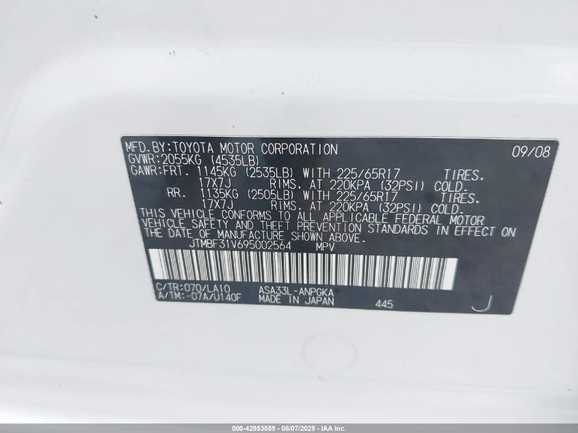 MFD.BY:TOYOTA MOTOR CORPORATION 09/08
GVWR:2055KG (4535LB)
GAWR:FRT. 1145KG (2535LB) WITH 225/65R17 TIRES.
17X7J RIMS. AT 220KPA (32PSI) COLD.
RR. 1135KG (2505LB) WITH 225/65R17 TIRES.
17X7J RIMS. AT 220KPA (32PSI) COLD.
THIS VEHICLE CONFORMS TO ALL APPLICABLE FEDERAL MOTOR
VEHICLE SAFETY AND THEFT PREVENTION STANDARDS IN EFFECT ON
THE DATE OF MANUFACTURE SHOWN ABOVE.
JTMBF31V695002564 MPV
C/TR:070/LA10 ASA33L-ANPGKA
A/TM:-07A/U140F MADE IN JAPAN 445 J
000-42953089 - 08/07/2025 - IAA Inc.